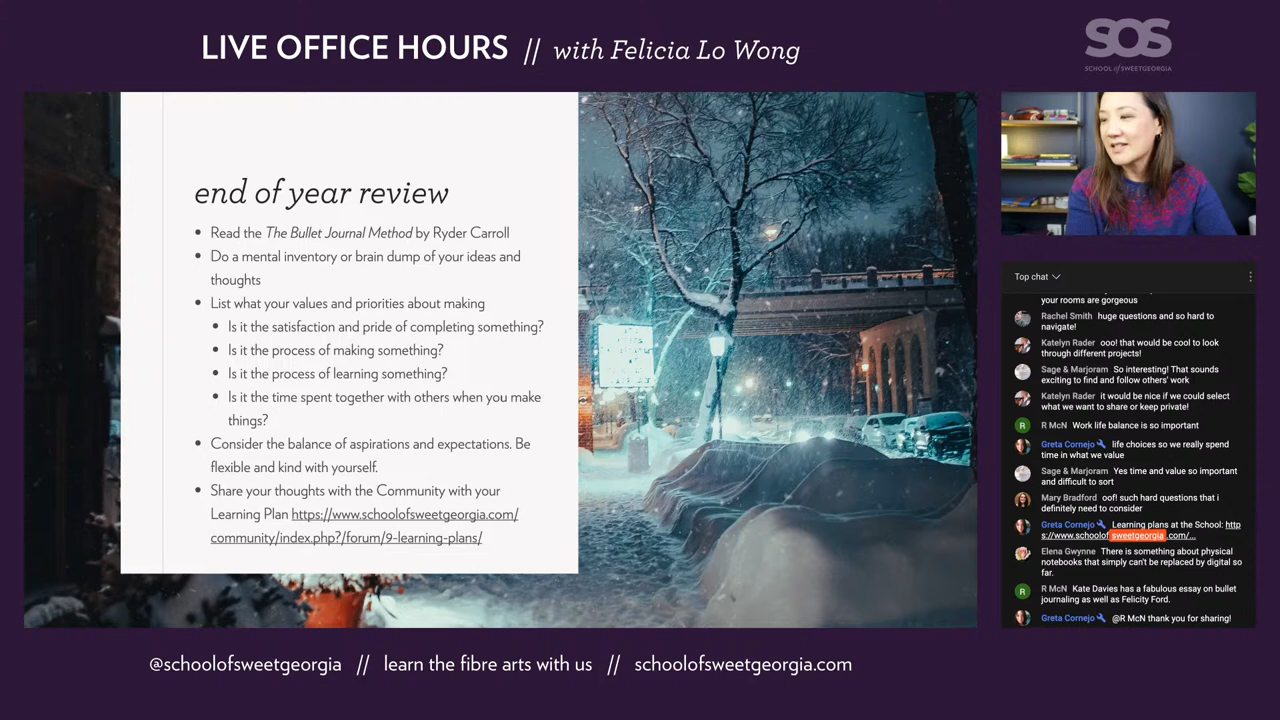 LIVE OFFICE HOURS // with Felicia Lo Wong
SOS
SCHOOL of SWEETGEORGIA
end of year review
• Read the The Bullet Journal Method by Ryder Carroll
• Do a mental inventory or brain dump of your ideas and
thoughts
• List what your values and priorities about making
• Is it the satisfaction and pride of completing something?
• Is it the process of making something?
• Is it the process of learning something?
• Is it the time spent together with others when you make
things?
• Consider the balance of aspirations and expectations. Be
flexible and kind with yourself.
• Share your thoughts with the Community with your
Learning Plan https://www.schoolofsweetgeorgia.com/
community/index.php?/forum/9-learning-plans/
Top chat
your rooms are gorgeous
Rachel Smith huge questions and so hard to
navigate!
Katelyn Rader ooo! that would be cool to look
through different projects!
Sage & Marjoram So interesting! That sounds
exciting to find and follow others' work
Katelyn Rader it would be nice if we could select
what we want to share or keep private!
R
R McN Work life balance is so important
Greta Cornejo life choices so we really spend
time in what we value
Sage & Marjoram Yes time and value so important
and difficult to sort
Mary Bradford oof! such hard questions that i
definitely need to consider
Greta Cornejo Learning plans at the School: http
s://www.schoolofsweetgeorgia.com/...
Elena Gwynne There is something about physical
notebooks that simply can't be replaced by digital so
far.
R
R McN Kate Davies has a fabulous essay on bullet
journaling as well as Felicity Ford.
Greta Cornejo @R McN thank you for sharing!
@schoolofsweetgeorgia // learn the fibre arts with us // schoolofsweetgeorgia.com